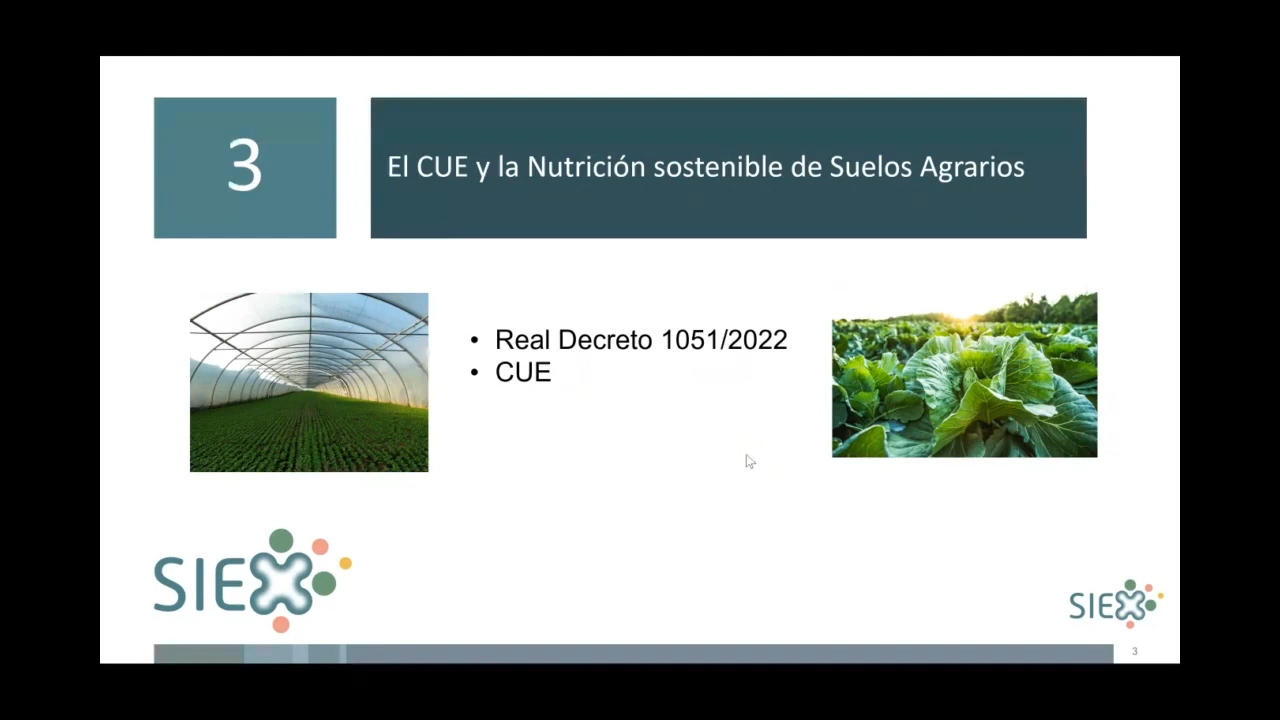 3
El CUE y la Nutrición sostenible de Suelos Agrarios
• Real Decreto 1051/2022
• CUE
SIEX
SIEX
3